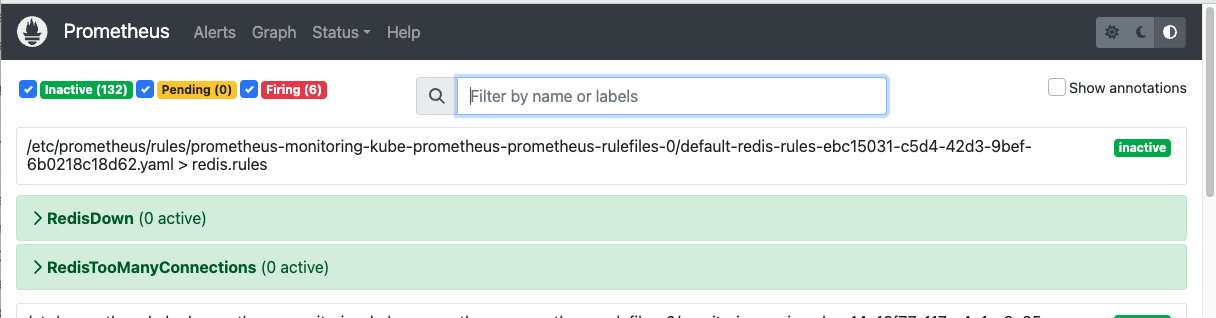 Prometheus Alerts Graph Status Help
Inactive (132) Pending (0) Firing (6) Filter by name or labels Show annotations
/etc/prometheus/rules/prometheus-monitoring-kube-prometheus-prometheus-rulefiles-0/default-redis-rules-ebc15031-c5d4-42d3-9bef- inactive
6b0218c18d62.yaml > redis.rules
RedisDown (0 active)
RedisTooManyConnections (0 active)